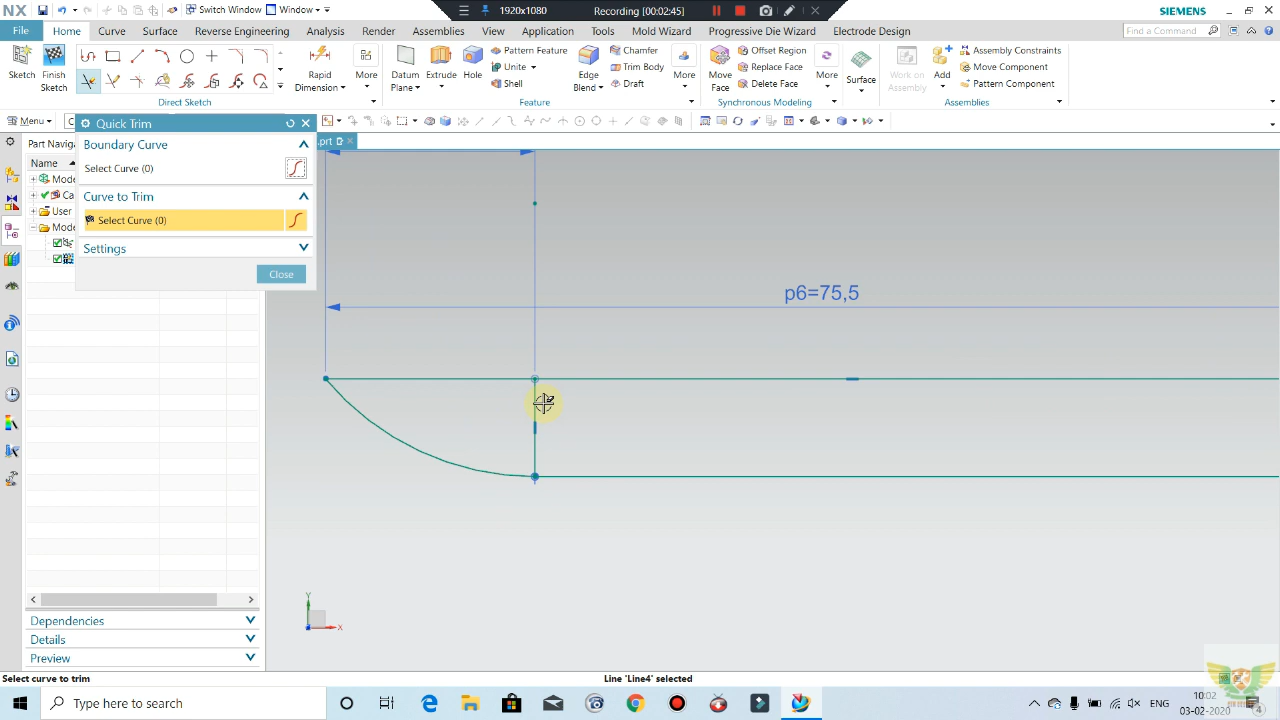 NX
Switch Window
Window
1920x1080
Recording [00:02:45]
SIEMENS
File
Home
Curve
Surface
Reverse Engineering
Analysis
Render
Assemblies
View
Application
Tools
Mold Wizard
Progressive Die Wizard
Electrode Design
Find a Command
Sketch
Finish Sketch
Rapid Dimension
More
Datum Plane
Extrude
Hole
Pattern Feature
Unite
Shell
Edge Blend
Chamfer
Trim Body
Draft
More
Move Face
Offset Region
Replace Face
Delete Face
More
Surface
Work on Assembly
Add
Assembly Constraints
Move Component
Pattern Component
Direct Sketch
Feature
Synchronous Modeling
Assemblies
Menu
Quick Trim
.prt
Part Navig
Boundary Curve
Name
Select Curve (0)
Mode
Ca
Curve to Trim
User
Select Curve (0)
Mode
Settings
Close
p6=75,5
Y
X
Dependencies
Details
Preview
Select curve to trim
Line 'Line4' selected
Type here to search
ENG
10:02
03-02-2020
4